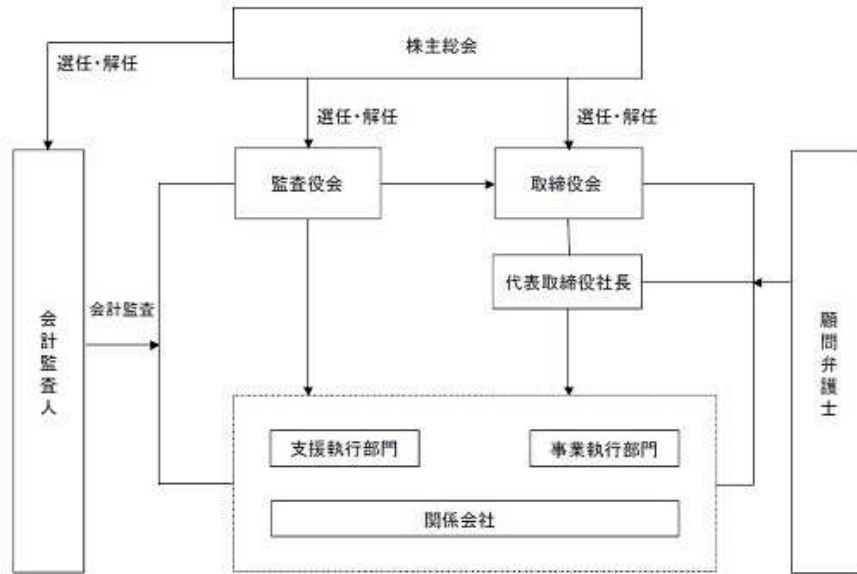 株主総会
選任・解任
選任・解任
選任・解任
監査役会
取締役会
代表取締役社長
会計監査
会計監査人
顧問弁護士
支援執行部門
事業執行部門
関係会社